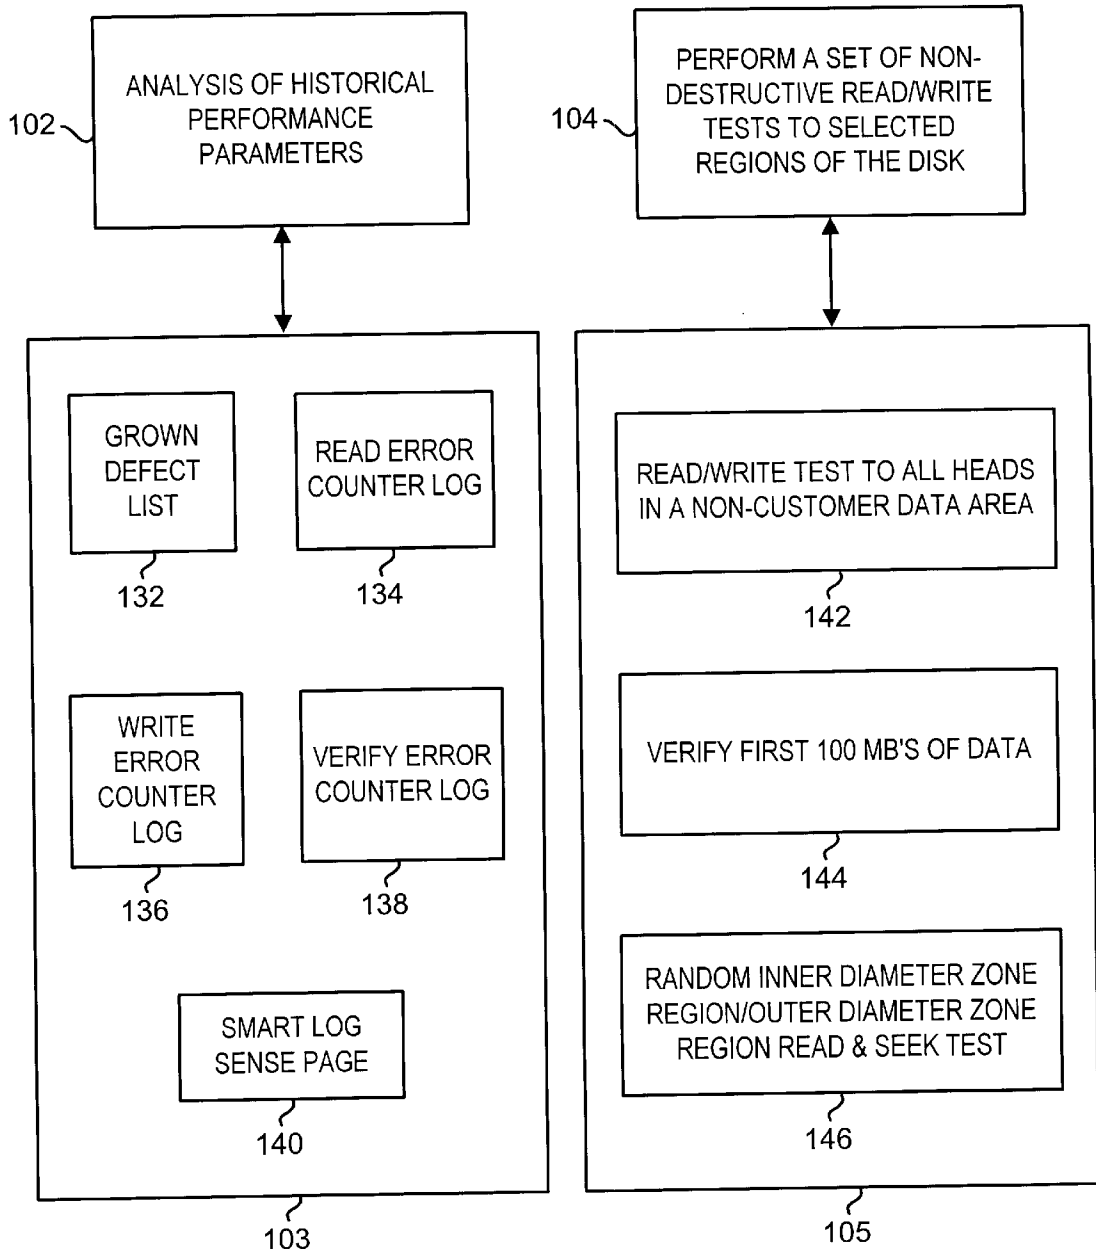 ANALYSIS OF HISTORICAL
PERFORMANCE
PARAMETERS
102
PERFORM A SET OF NON-
DESTRUCTIVE READ/WRITE
TESTS TO SELECTED
REGIONS OF THE DISK
104
GROWN
DEFECT
LIST
132
READ ERROR
COUNTER LOG
134
WRITE
ERROR
COUNTER
LOG
136
VERIFY ERROR
COUNTER LOG
138
SMART LOG
SENSE PAGE
140
103
READ/WRITE TEST TO ALL HEADS
IN A NON-CUSTOMER DATA AREA
142
VERIFY FIRST 100 MB'S OF DATA
144
RANDOM INNER DIAMETER ZONE
REGION/OUTER DIAMETER ZONE
REGION READ & SEEK TEST
146
105